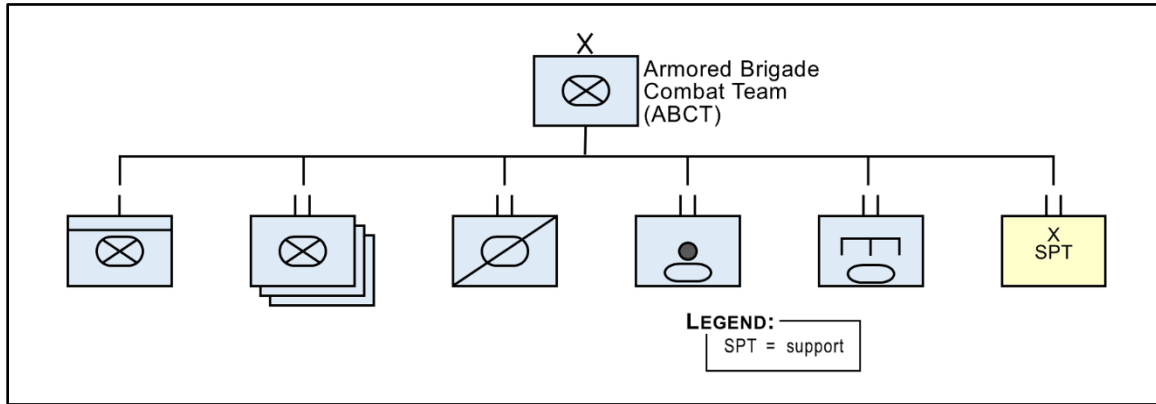 X
Armored Brigade
Combat Team
(ABCT)
X
SPT
LEGEND:
SPT = support